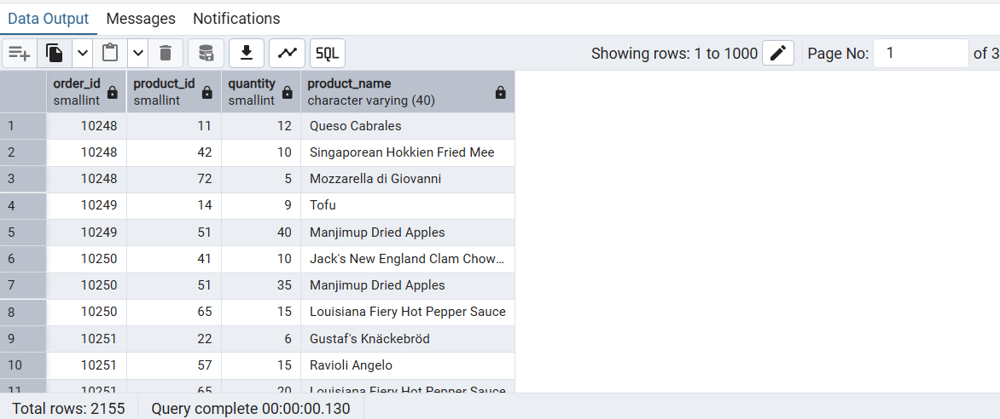 Data Output Messages Notifications
SQL Showing rows: 1 to 1000 Page No: 1 of 3
order_id product_id quantity product_name
smallint smallint smallint character varying (40)
1 10248 11 12 Queso Cabrales
2 10248 42 10 Singaporean Hokkien Fried Mee
3 10248 72 5 Mozzarella di Giovanni
4 10249 14 9 Tofu
5 10249 51 40 Manjimup Dried Apples
6 10250 41 10 Jack's New England Clam Chow...
7 10250 51 35 Manjimup Dried Apples
8 10250 65 15 Louisiana Fiery Hot Pepper Sauce
9 10251 22 6 Gustaf's Knäckebröd
10 10251 57 15 Ravioli Angelo
11 10251 65 20 Louisiana Fiery Hot Pepper Sauce
Total rows: 2155 Query complete 00:00:00.130